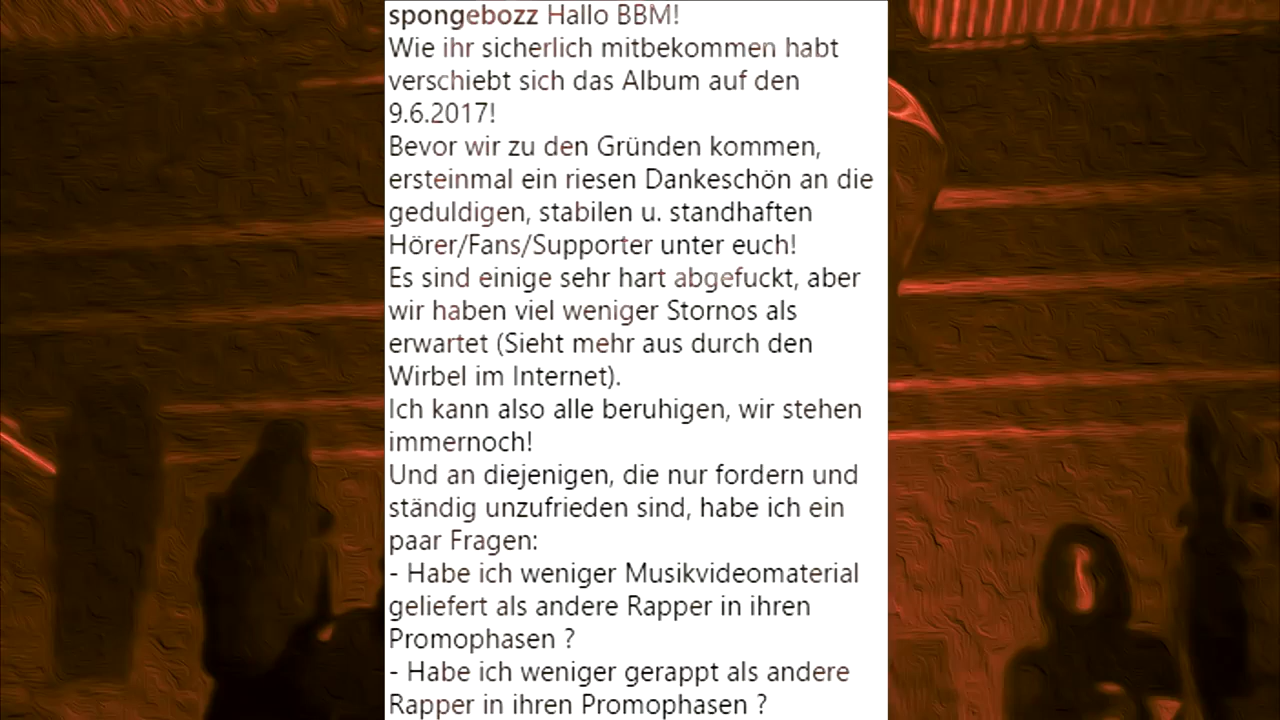 spongebozz Hallo BBM!
Wie ihr sicherlich mitbekommen habt
verschiebt sich das Album auf den
9.6.2017!
Bevor wir zu den Gründen kommen,
ersteinmal ein riesen Dankeschön an die
geduldigen, stabilen u. standhaften
Hörer/Fans/Supporter unter euch!
Es sind einige sehr hart abgefuckt, aber
wir haben viel weniger Stornos als
erwartet (Sieht mehr aus durch den
Wirbel im Internet).
Ich kann also alle beruhigen, wir stehen
immernoch!
Und an diejenigen, die nur fordern und
ständig unzufrieden sind, habe ich ein
paar Fragen:
- Habe ich weniger Musikvideomaterial
geliefert als andere Rapper in ihren
Promophasen ?
- Habe ich weniger gerappt als andere
Rapper in ihren Promophasen ?